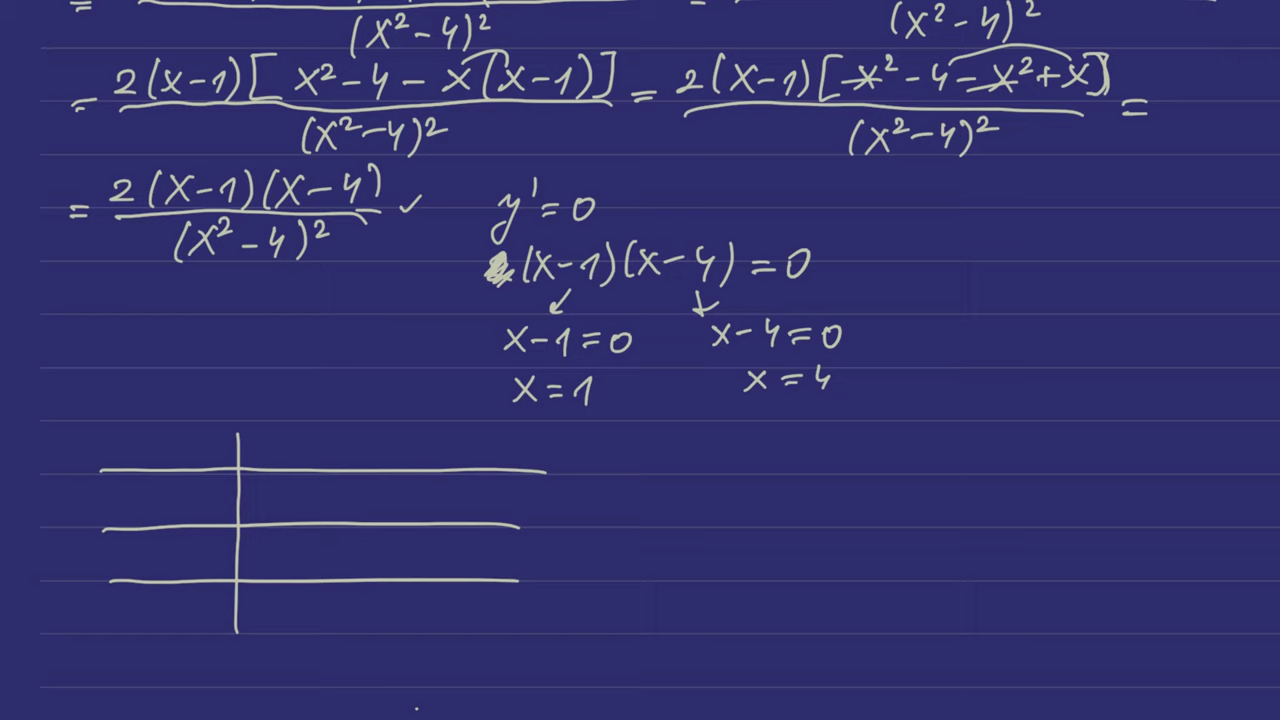 = (x² - 4)² = (x² - 4)²
= 2(x-1)[x² - 4 - x(x-1)] / (x²-4)² = 2(x-1)[x² - 4 - x² + x] / (x²-4)² =
= 2(x-1)(x-4) / (x² - 4)² ✓ y' = 0
(x-1)(x-4) = 0
x-1=0 x-4=0
x=1 x=4